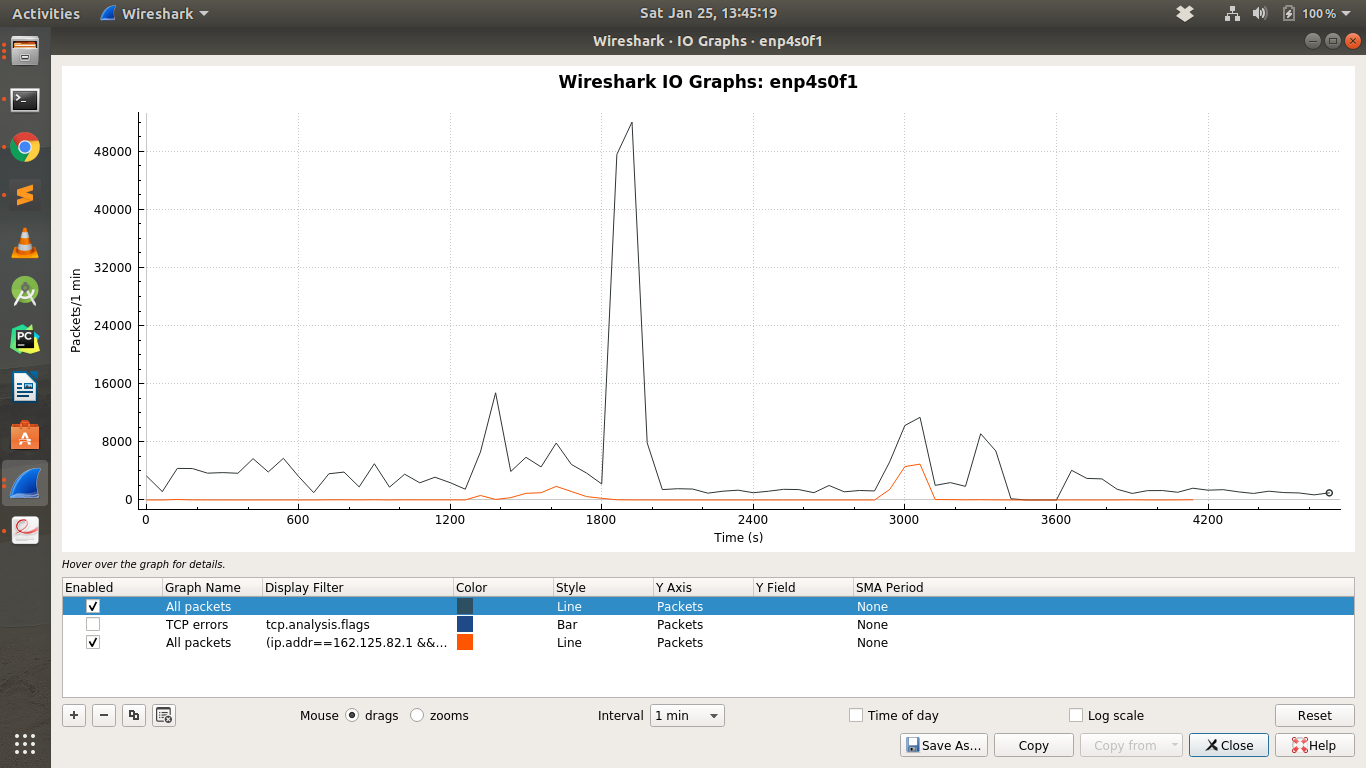 Activities Wireshark Sat Jan 25, 13:45:19 100 %
Wireshark · IO Graphs · enp4s0f1
Wireshark IO Graphs: enp4s0f1
48000
40000
32000
24000
16000
8000
0
Packets/1 min
0 600 1200 1800 2400 3000 3600 4200
Time (s)
Hover over the graph for details.
Enabled Graph Name Display Filter Color Style Y Axis Y Field SMA Period
All packets Line Packets None
TCP errors tcp.analysis.flags Bar Packets None
All packets (ip.addr==162.125.82.1 &&... Line Packets None
Mouse drags zooms Interval 1 min Time of day Log scale Reset
Save As... Copy Copy from Close Help
PC